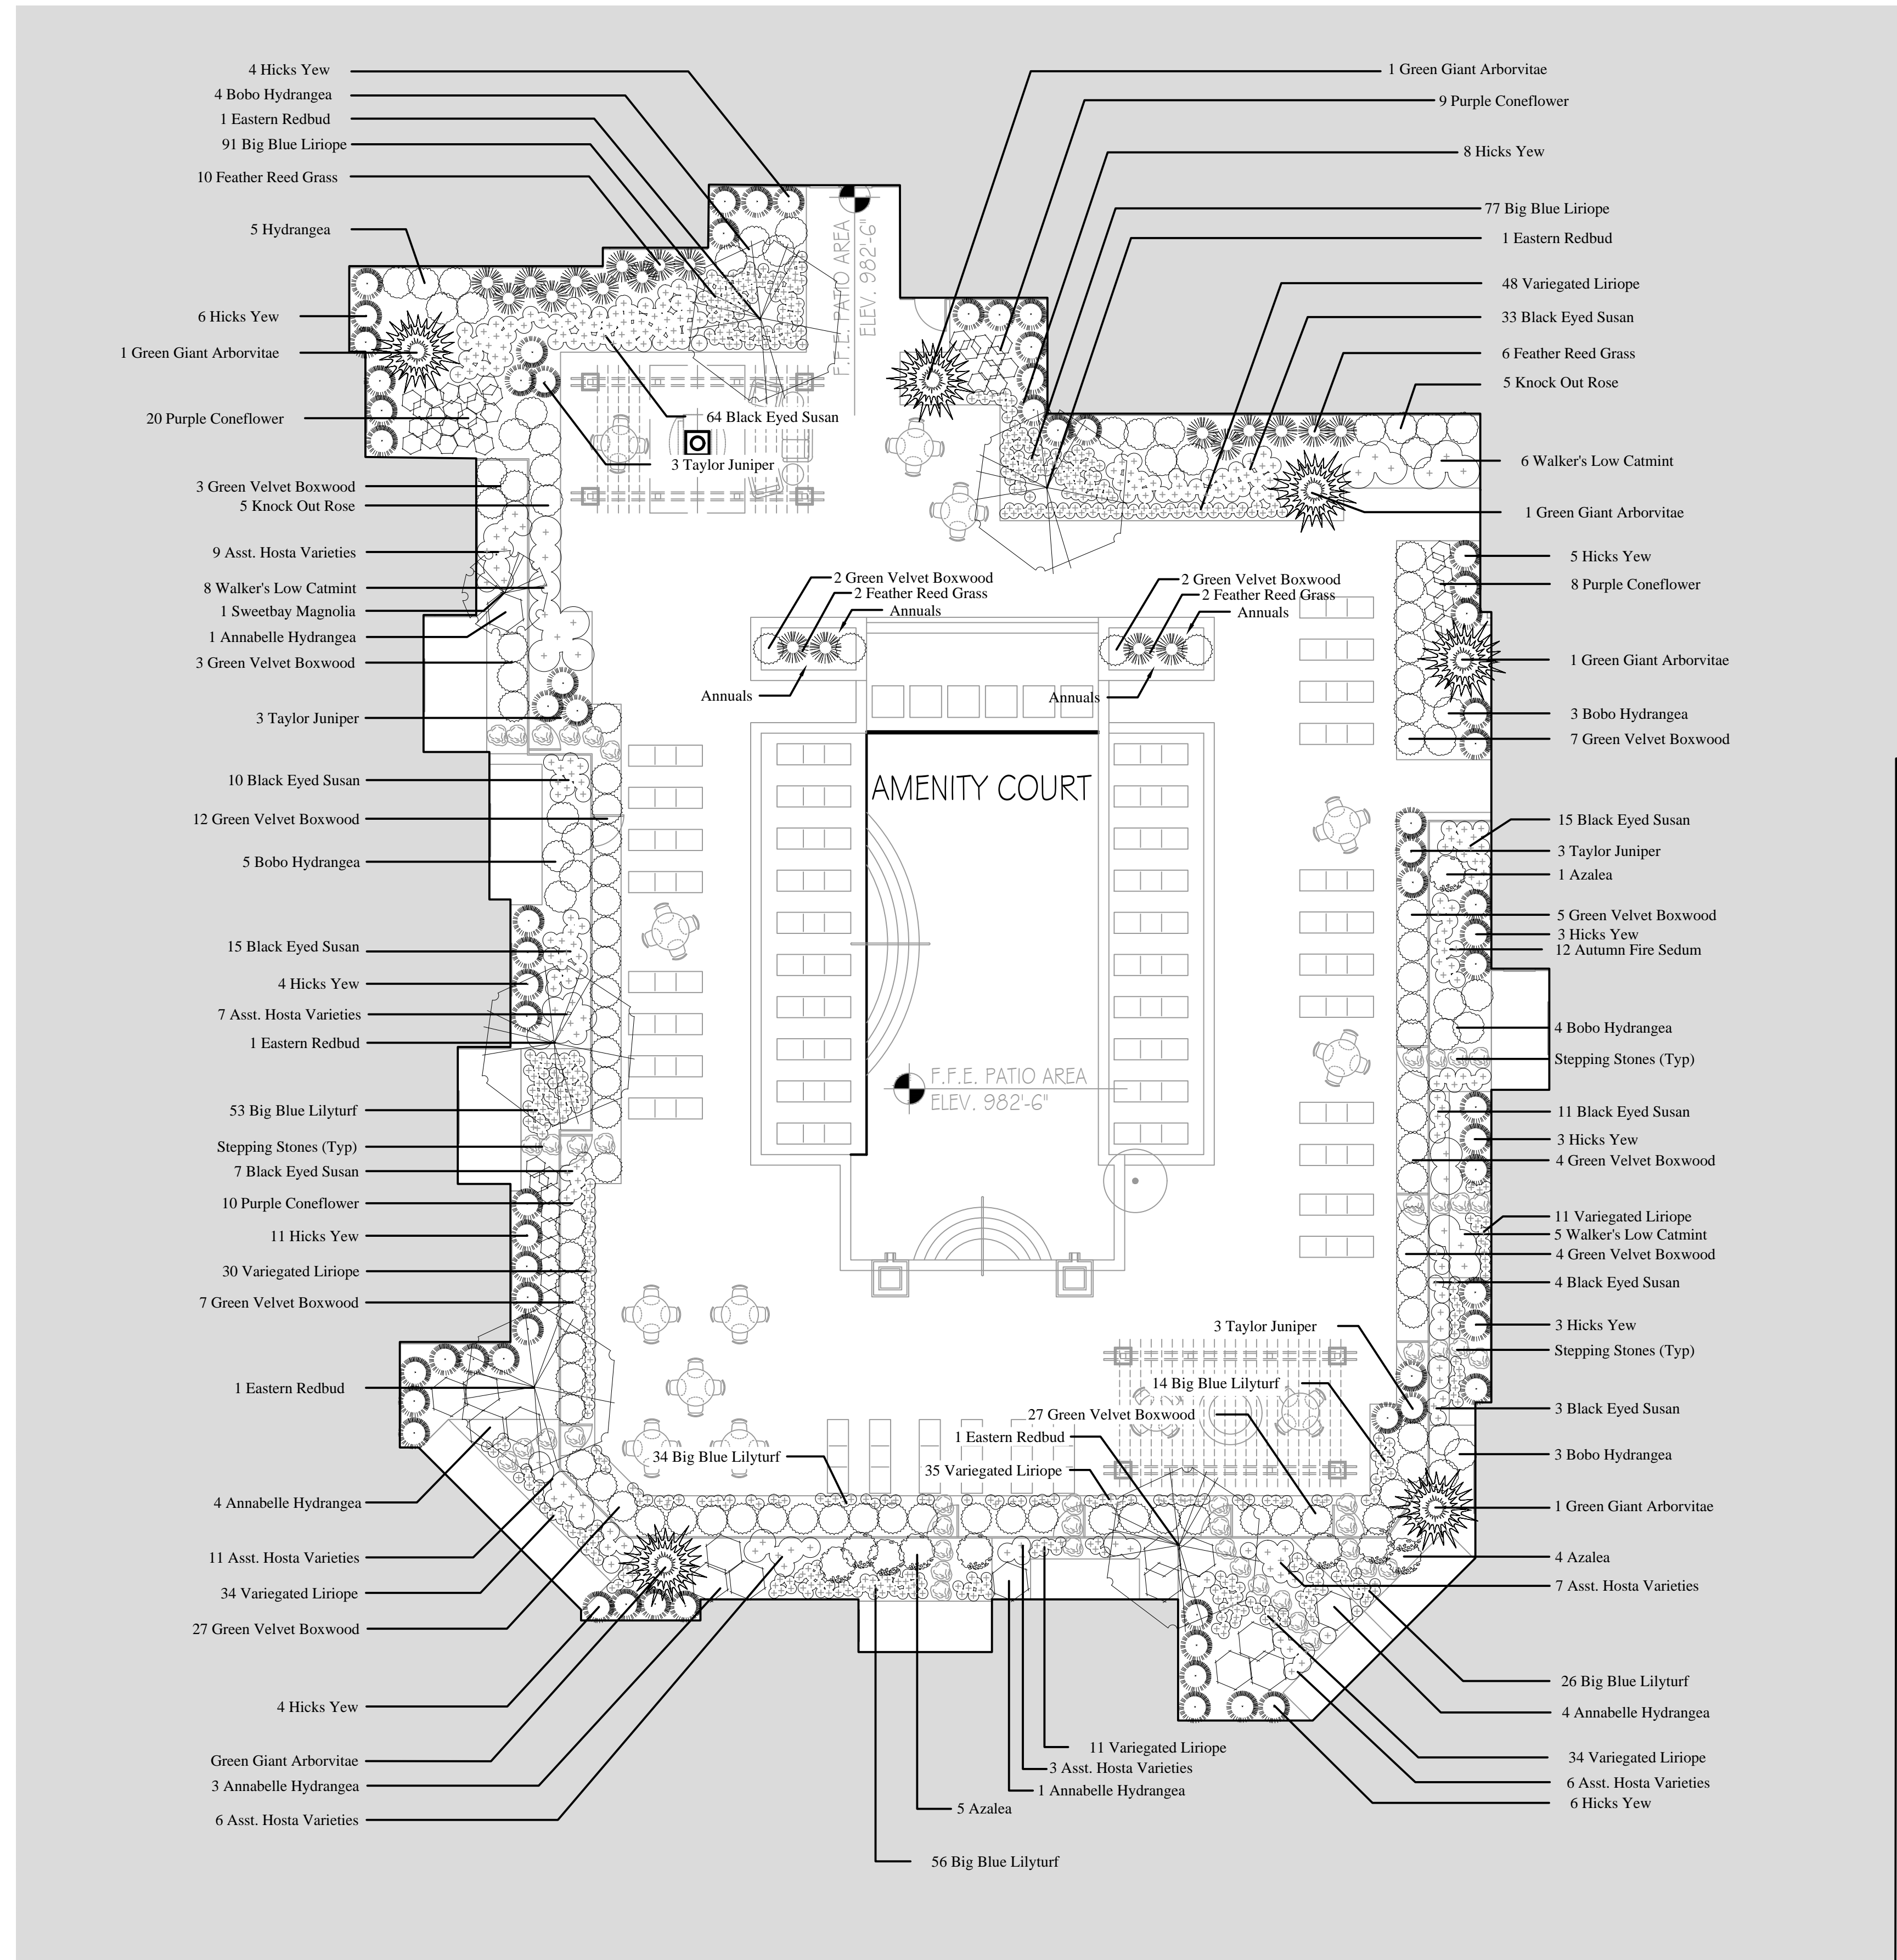 4 Hicks Yew
4 Bobo Hydrangea
1 Eastern Redbud
91 Big Blue Liriope
10 Feather Reed Grass
5 Hydrangea
6 Hicks Yew
1 Green Giant Arborvitae
20 Purple Coneflower
64 Black Eyed Susan
3 Taylor Juniper
3 Green Velvet Boxwood
5 Knock Out Rose
9 Asst. Hosta Varieties
8 Walker's Low Catmint
1 Sweetbay Magnolia
1 Annabelle Hydrangea
3 Green Velvet Boxwood
3 Taylor Juniper
10 Black Eyed Susan
12 Green Velvet Boxwood
5 Bobo Hydrangea
15 Black Eyed Susan
4 Hicks Yew
7 Asst. Hosta Varieties
1 Eastern Redbud
53 Big Blue Lilyturf
Stepping Stones (Typ)
7 Black Eyed Susan
10 Purple Coneflower
11 Hicks Yew
30 Variegated Liriope
7 Green Velvet Boxwood
1 Eastern Redbud
4 Annabelle Hydrangea
11 Asst. Hosta Varieties
34 Variegated Liriope
27 Green Velvet Boxwood
4 Hicks Yew
Green Giant Arborvitae
3 Annabelle Hydrangea
6 Asst. Hosta Varieties
F.F.E. PATIO AREA
ELEV. 982'-6"
2 Green Velvet Boxwood
2 Feather Reed Grass
Annuals
Annuals
2 Green Velvet Boxwood
2 Feather Reed Grass
Annuals
Annuals
AMENITY COURT
F.F.E. PATIO AREA
ELEV. 982'-6"
3 Taylor Juniper
14 Big Blue Lilyturf
27 Green Velvet Boxwood
1 Eastern Redbud
34 Big Blue Lilyturf
35 Variegated Liriope
11 Variegated Liriope
3 Asst. Hosta Varieties
1 Annabelle Hydrangea
5 Azalea
56 Big Blue Lilyturf
1 Green Giant Arborvitae
9 Purple Coneflower
8 Hicks Yew
77 Big Blue Liriope
1 Eastern Redbud
48 Variegated Liriope
33 Black Eyed Susan
6 Feather Reed Grass
5 Knock Out Rose
6 Walker's Low Catmint
1 Green Giant Arborvitae
5 Hicks Yew
8 Purple Coneflower
1 Green Giant Arborvitae
3 Bobo Hydrangea
7 Green Velvet Boxwood
15 Black Eyed Susan
3 Taylor Juniper
1 Azalea
5 Green Velvet Boxwood
3 Hicks Yew
12 Autumn Fire Sedum
4 Bobo Hydrangea
Stepping Stones (Typ)
11 Black Eyed Susan
3 Hicks Yew
4 Green Velvet Boxwood
11 Variegated Liriope
5 Walker's Low Catmint
4 Green Velvet Boxwood
4 Black Eyed Susan
3 Hicks Yew
Stepping Stones (Typ)
3 Black Eyed Susan
3 Bobo Hydrangea
1 Green Giant Arborvitae
4 Azalea
7 Asst. Hosta Varieties
26 Big Blue Lilyturf
4 Annabelle Hydrangea
34 Variegated Liriope
6 Asst. Hosta Varieties
6 Hicks Yew